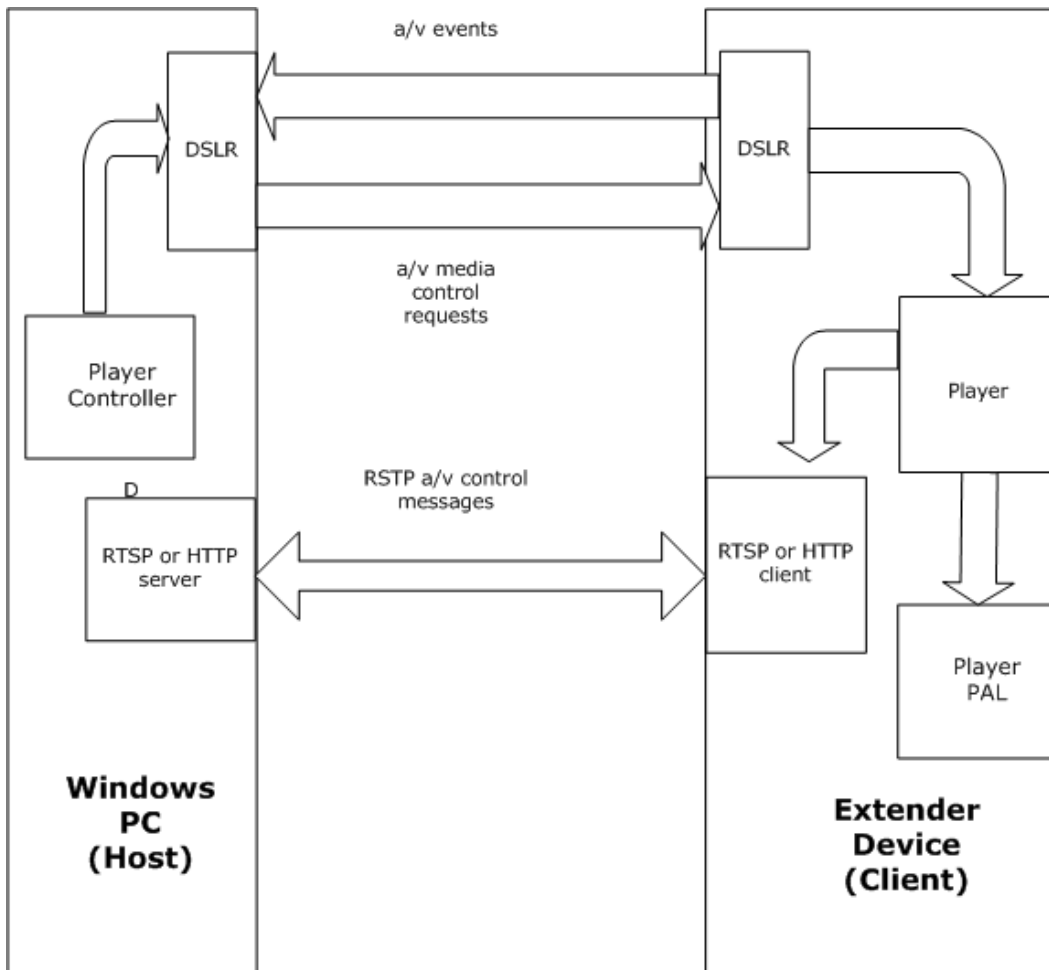 a/v events
DSLR
DSLR
a/v media
control
requests
Player
Controller
Player
RSTP a/v control
messages
D
RTSP or HTTP
server
RTSP or HTTP
client
Player
PAL
Windows
PC
(Host)
Extender
Device
(Client)